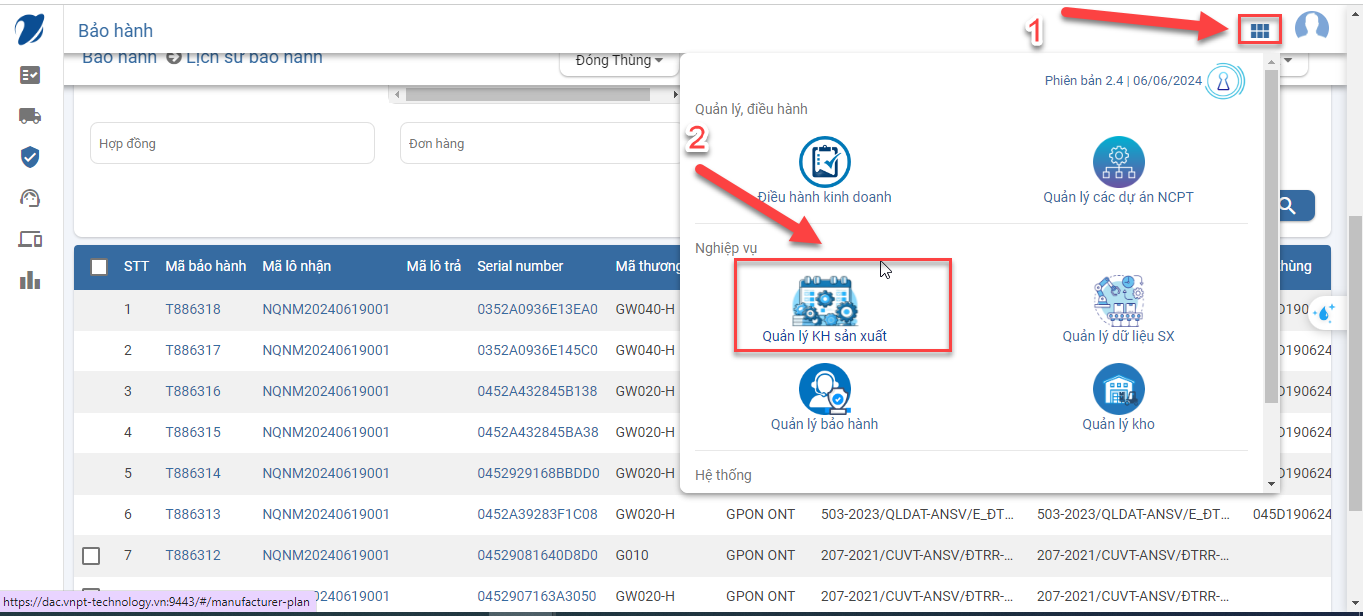 Bảo hành
1
Bảo hành Lịch sử bảo hành
Đóng Thùng
Phiên bản 2.4 | 06/06/2024
Quản lý, điều hành
Hợp đồng
Đơn hàng
2
Điều hành kinh doanh
Quản lý các dự án NCPT
Nghiệp vụ
STT Mã bảo hành Mã lô nhận Mã lô trả Serial number Mã thương hùng
1 T886318 NQNM20240619001 0352A0936E13EA0 GW040-H D1906
Quản lý KH sản xuất
Quản lý dữ liệu SX
2 T886317 NQNM20240619001 0352A0936E145C0 GW040-H D190624
3 T886316 NQNM20240619001 0452A432845B138 GW020-H D190624
Quản lý bảo hành
Quản lý kho
4 T886315 NQNM20240619001 0452A432845BA38 GW020-H D190624
5 T886314 NQNM20240619001 0452929168BBDD0 GW020-H D190624
Hệ thống
6 T886313 NQNM20240619001 0452A39283F1C08 GW020-H GPON ONT 503-2023/QLDAT-ANSV/E_ĐT... 503-2023/QLDAT-ANSV/E_ĐT... 045D190624
7 T886312 NQNM20240619001 04529081640D8D0 G010 GPON ONT 207-2021/CUVT-ANSV/ĐTRR-... 207-2021/CUVT-ANSV/ĐTRR-...
NQNM20240619001 0452907163A3050 G010 GPON ONT 207-2021/CUVT-ANSV/ĐTRR-... 207-2021/CUVT-ANSV/ĐTRR-...
https://dac.vnpt-technology.vn:9443/#/manufacturer-plan